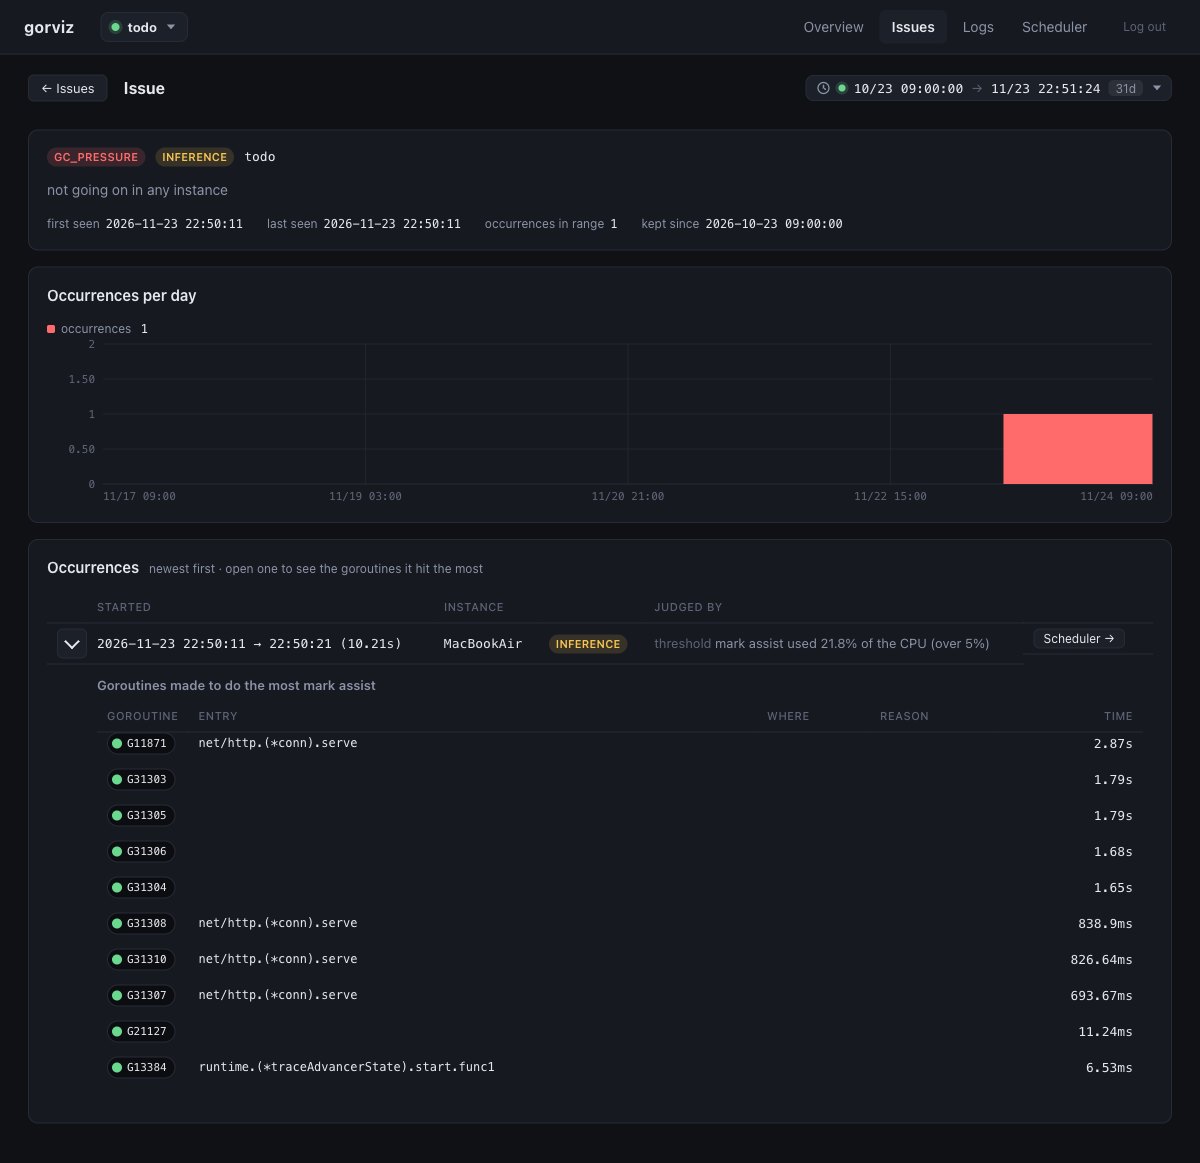 gorviz todo Overview Issues Logs Scheduler Log out
← Issues Issue 10/23 09:00:00 → 11/23 22:51:24 31d
GC_PRESSURE INFERENCE todo
not going on in any instance
first seen 2026-11-23 22:50:11 last seen 2026-11-23 22:50:11 occurrences in range 1 kept since 2026-10-23 09:00:00
Occurrences per day
occurrences 1
2
1.50
1
0.50
0
11/17 09:00 11/19 03:00 11/20 21:00 11/22 15:00 11/24 09:00
Occurrences newest first · open one to see the goroutines it hit the most
STARTED INSTANCE JUDGED BY
2026-11-23 22:50:11 → 22:50:21 (10.21s) MacBookAir INFERENCE threshold mark assist used 21.8% of the CPU (over 5%) Scheduler →
Goroutines made to do the most mark assist
GOROUTINE ENTRY WHERE REASON TIME
G11871 net/http.(*conn).serve 2.87s
G31303 1.79s
G31305 1.79s
G31306 1.68s
G31304 1.65s
G31308 net/http.(*conn).serve 838.9ms
G31310 net/http.(*conn).serve 826.64ms
G31307 net/http.(*conn).serve 693.67ms
G21127 11.24ms
G13384 runtime.(*traceAdvancerState).start.func1 6.53ms